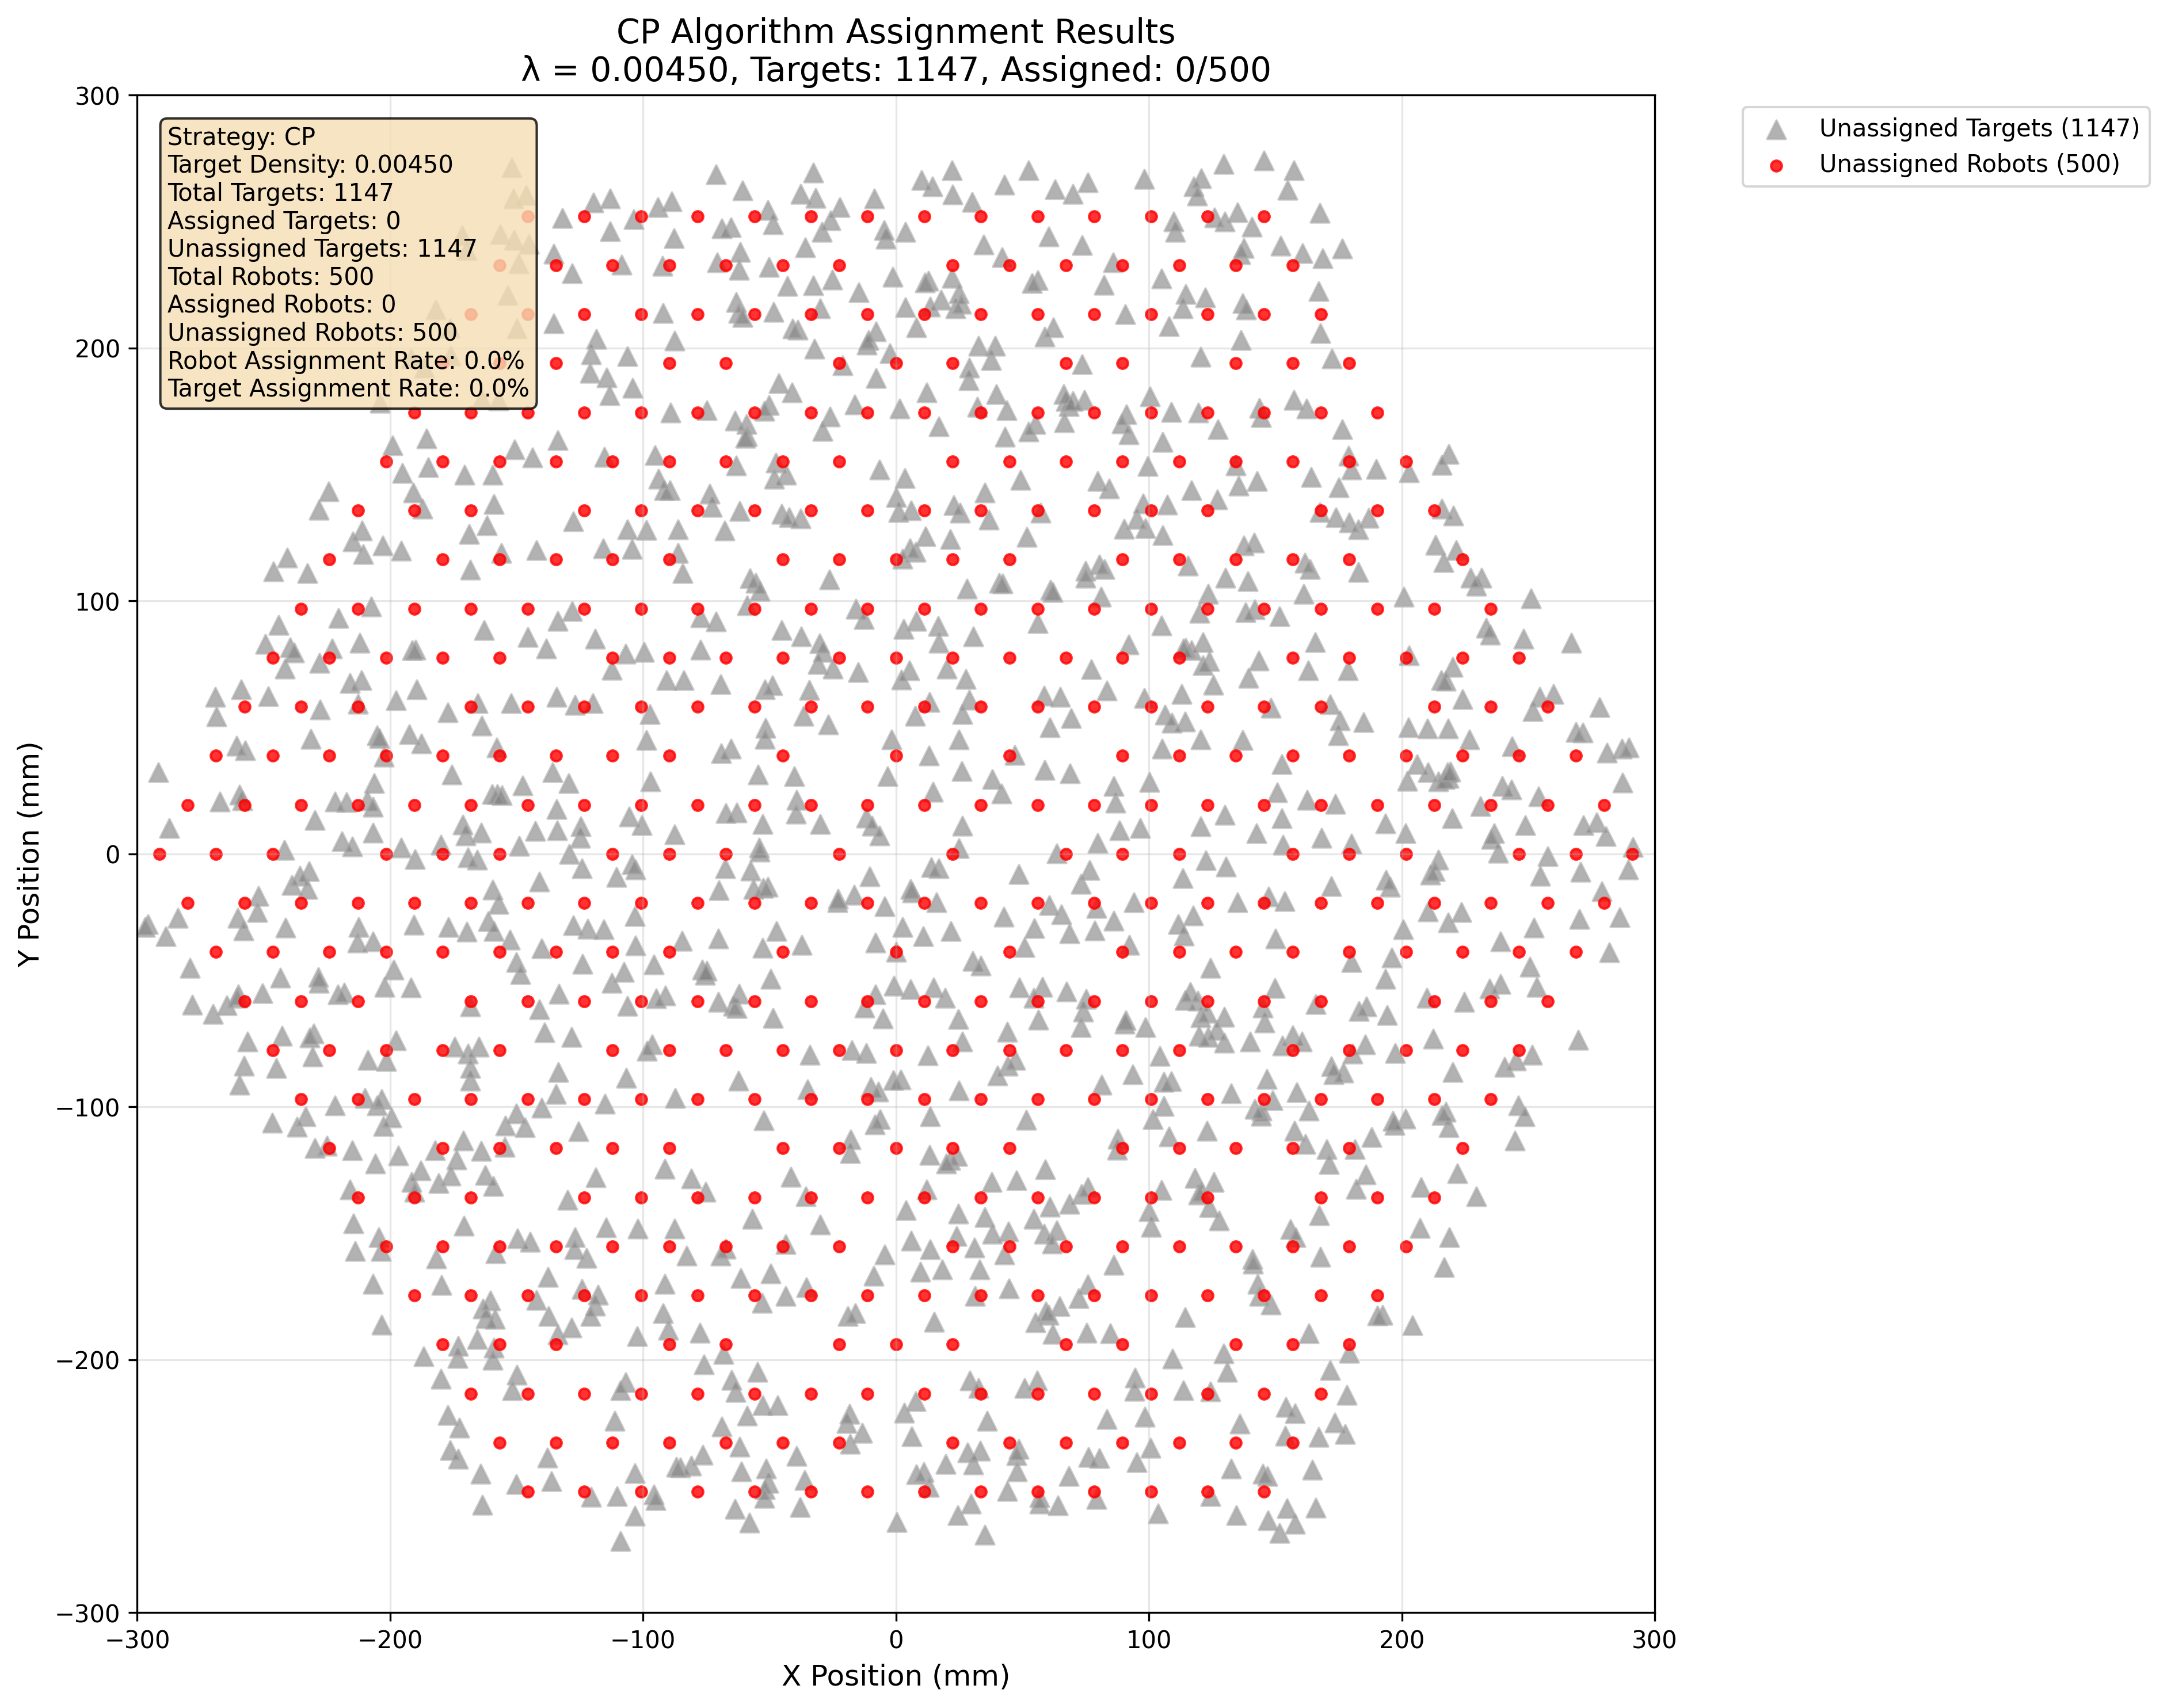 CP Algorithm Assignment Results
λ = 0.00450, Targets: 1147, Assigned: 0/500
Strategy: CP
Target Density: 0.00450
Total Targets: 1147
Assigned Targets: 0
Unassigned Targets: 1147
Total Robots: 500
Assigned Robots: 0
Unassigned Robots: 500
Robot Assignment Rate: 0.0%
Target Assignment Rate: 0.0%
Unassigned Targets (1147)
Unassigned Robots (500)
Y Position (mm)
300
200
100
0
−100
−200
−300
−300
−200
−100
0
100
200
300
X Position (mm)